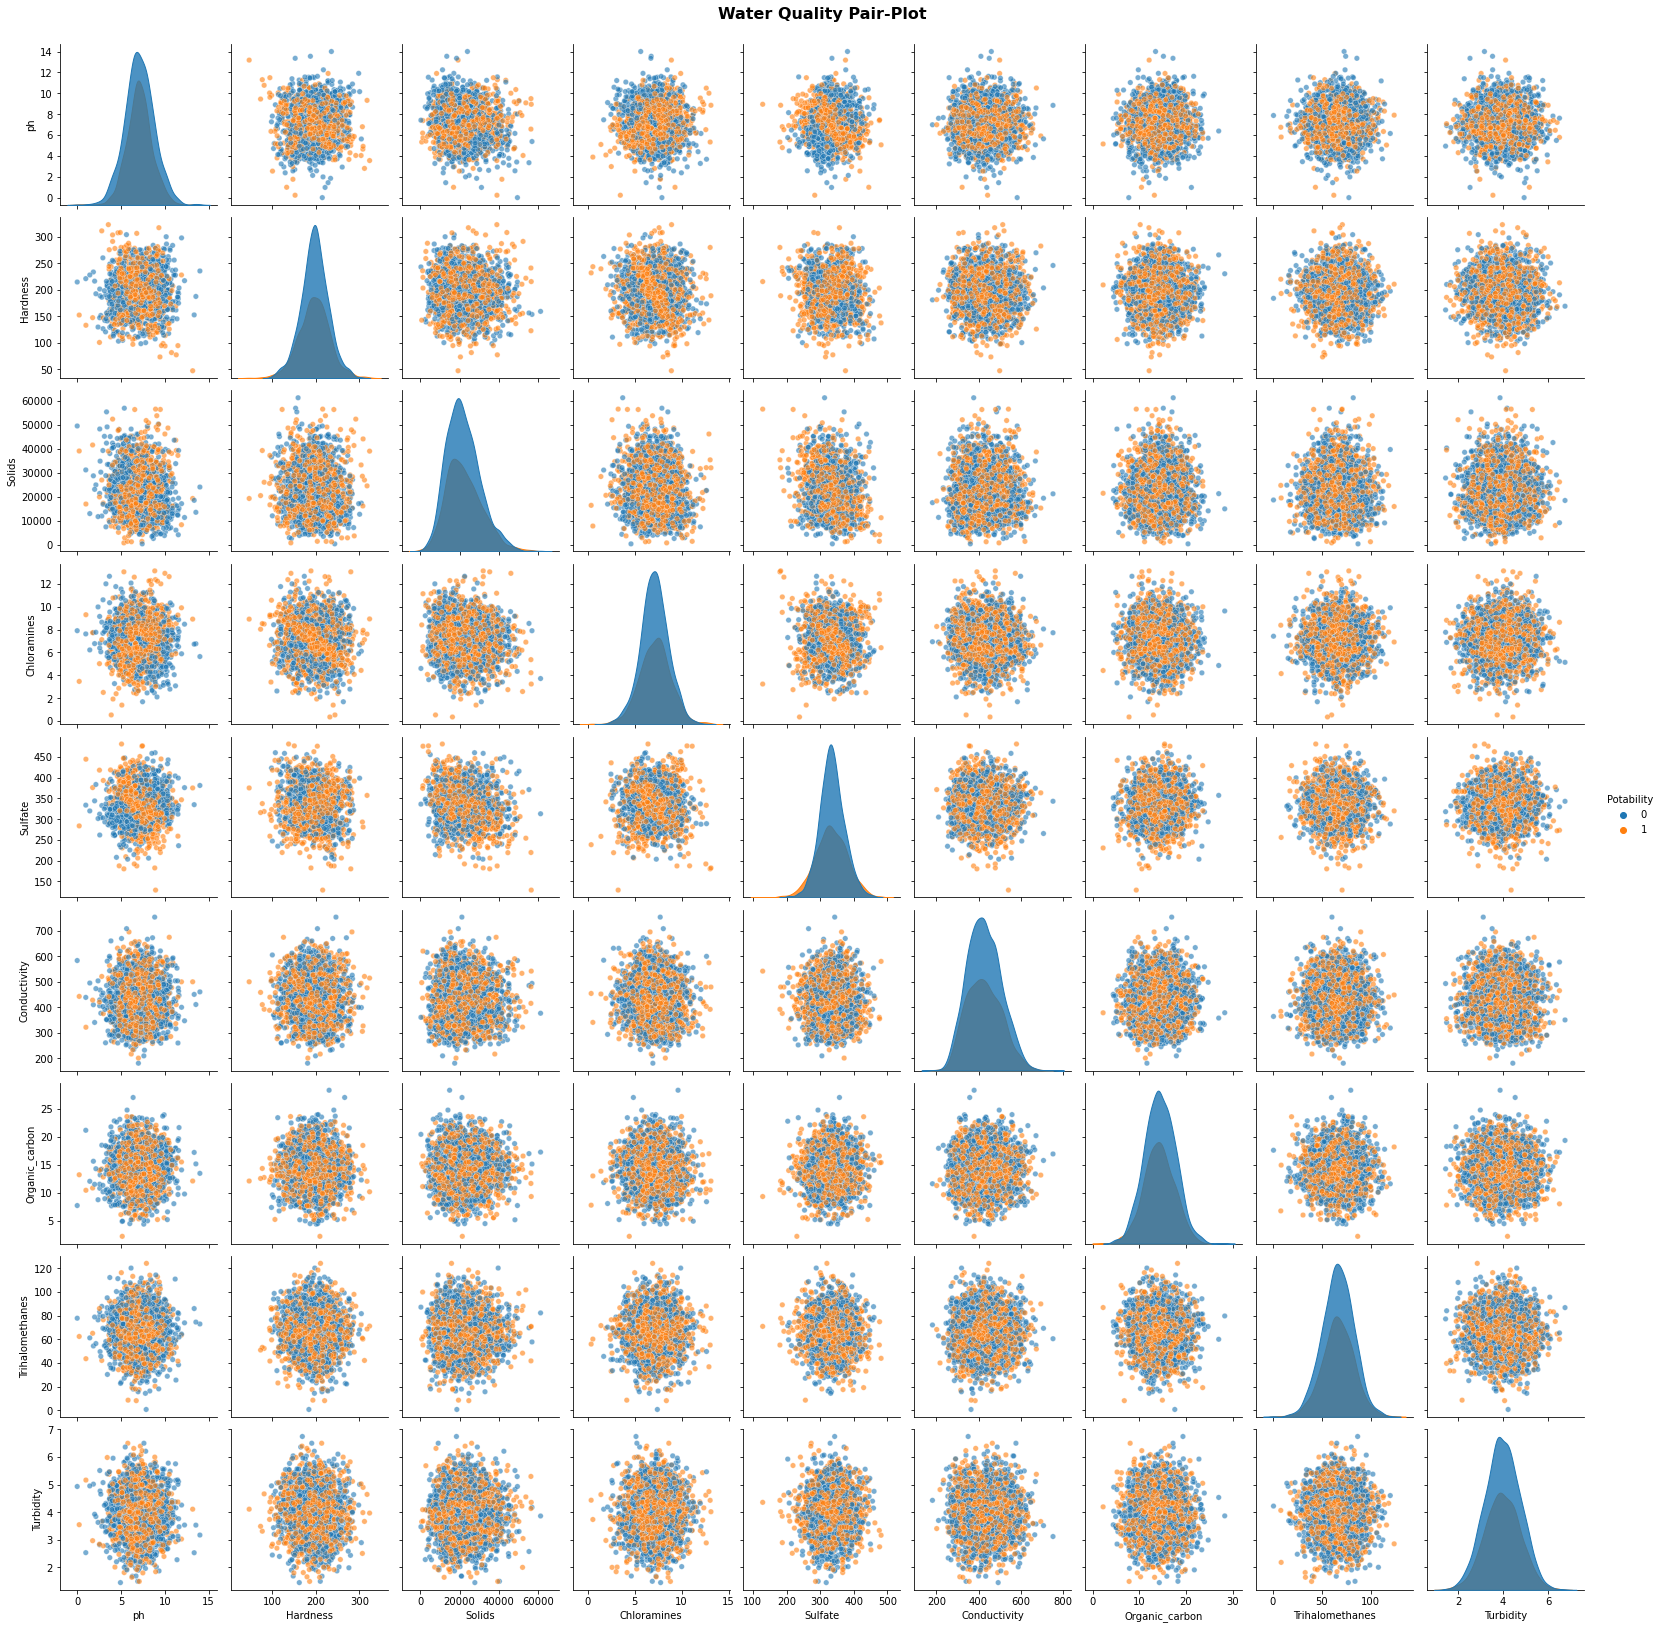 Water Quality Pair-Plot
14
12
10
8
6
4
2
0
ph
300
250
200
150
100
50
Hardness
60000
50000
40000
30000
20000
10000
0
Solids
12
10
8
6
4
2
0
Chloramines
450
400
350
300
250
200
150
Sulfate
Potability
0
1
700
600
500
400
300
200
Conductivity
25
20
15
10
5
Organic_carbon
120
100
80
60
40
20
0
Trihalomethanes
7
6
5
4
3
2
Turbidity
0 5 10 15
100 200 300
0 20000 40000 60000
0 5 10 15
100 200 300 400 500
200 400 600 800
0 10 20 30
0 50 100
2 4 6
ph
Hardness
Solids
Chloramines
Sulfate
Conductivity
Organic_carbon
Trihalomethanes
Turbidity